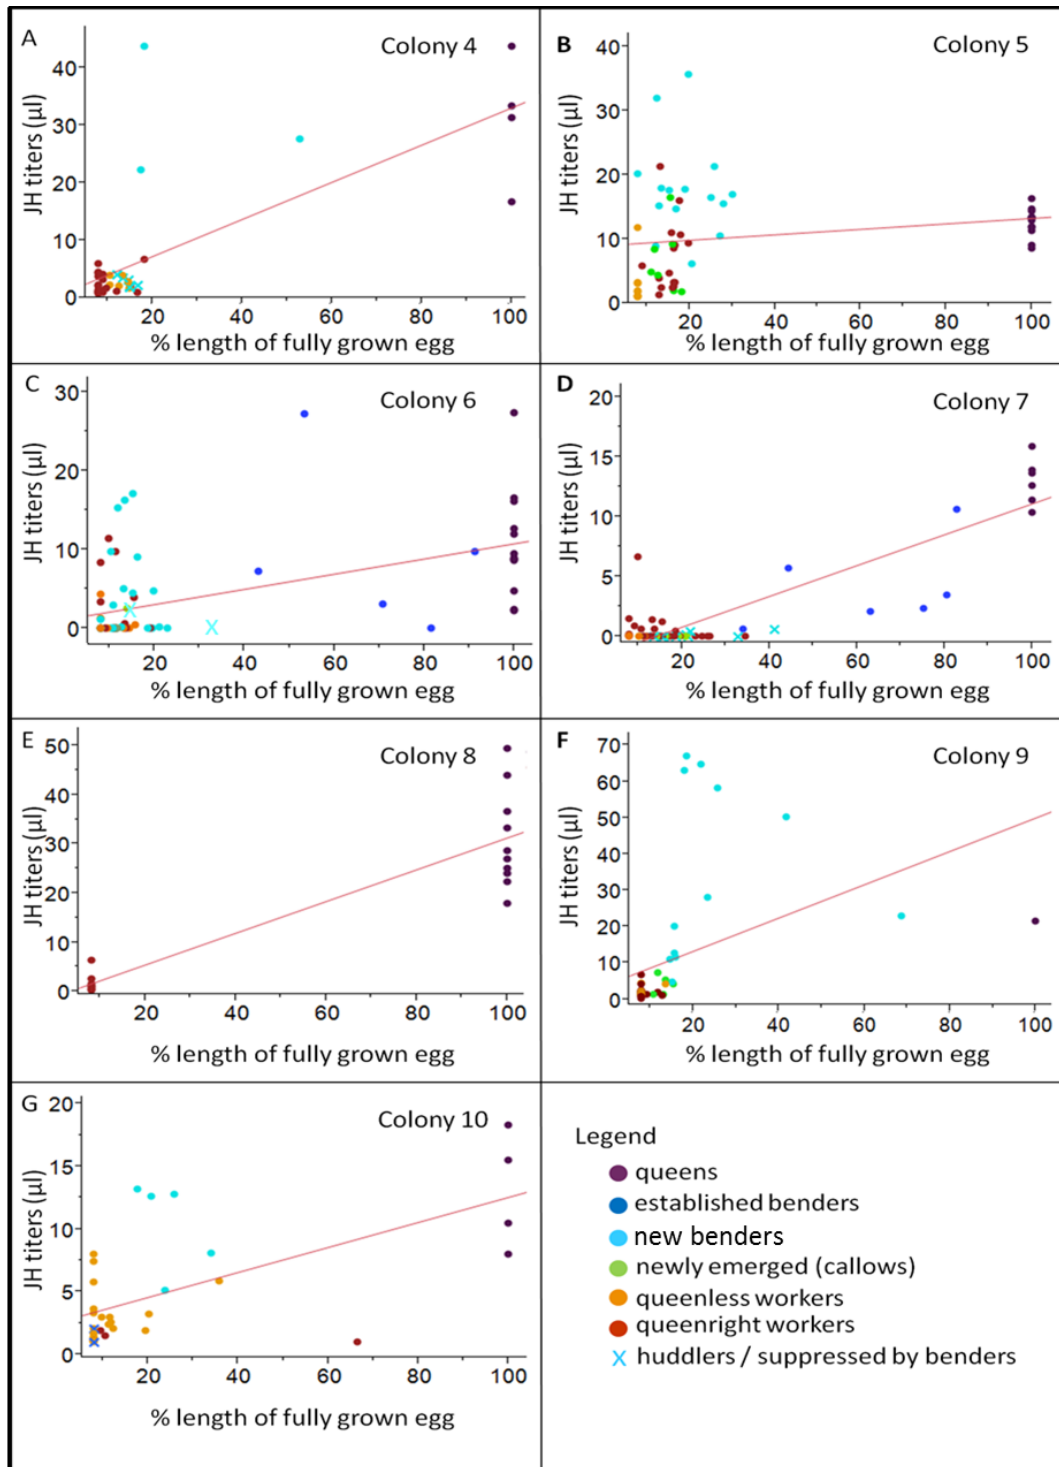 A
Colony 4
JH titers (µl)
40
30
20
10
0
20 40 60 80 100
% length of fully grown egg
B
Colony 5
JH titers (µl)
40
30
20
10
0
20 40 60 80 100
% length of fully grown egg
C
Colony 6
JH titers (µl)
30
20
10
0
20 40 60 80 100
% length of fully grown egg
D
Colony 7
JH titers (µl)
20
15
10
5
0
20 40 60 80 100
% length of fully grown egg
E
Colony 8
JH titers (µl)
50
40
30
20
10
0
20 40 60 80 100
% length of fully grown egg
F
Colony 9
JH titers (µl)
70
60
50
40
30
20
10
0
20 40 60 80 100
% length of fully grown egg
G
Colony 10
JH titers (µl)
20
15
10
5
0
20 40 60 80 100
% length of fully grown egg
Legend
queens
established benders
new benders
newly emerged (callows)
queenless workers
queenright workers
X huddlers / suppressed by benders